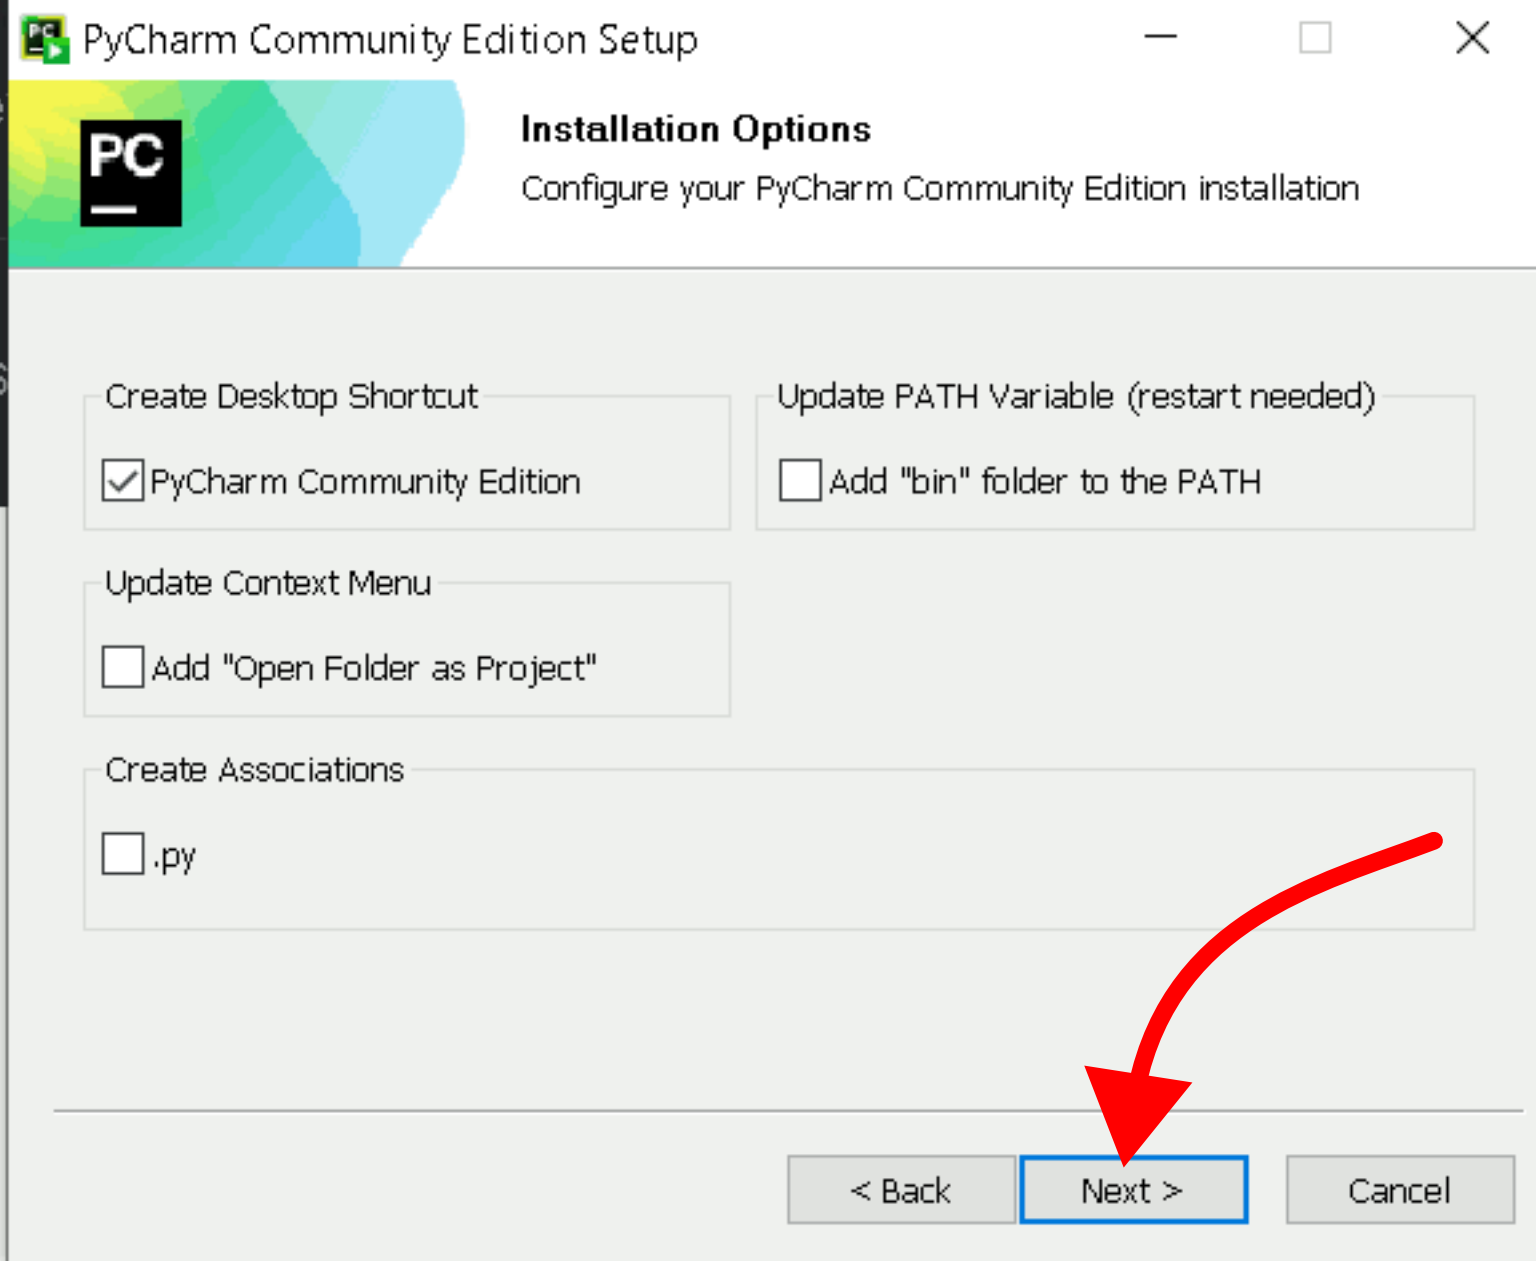 PyCharm Community Edition Setup
PC
Installation Options
Configure your PyCharm Community Edition installation
Create Desktop Shortcut
PyCharm Community Edition
Update PATH Variable (restart needed)
Add "bin" folder to the PATH
Update Context Menu
Add "Open Folder as Project"
Create Associations
.py
< Back
Next >
Cancel